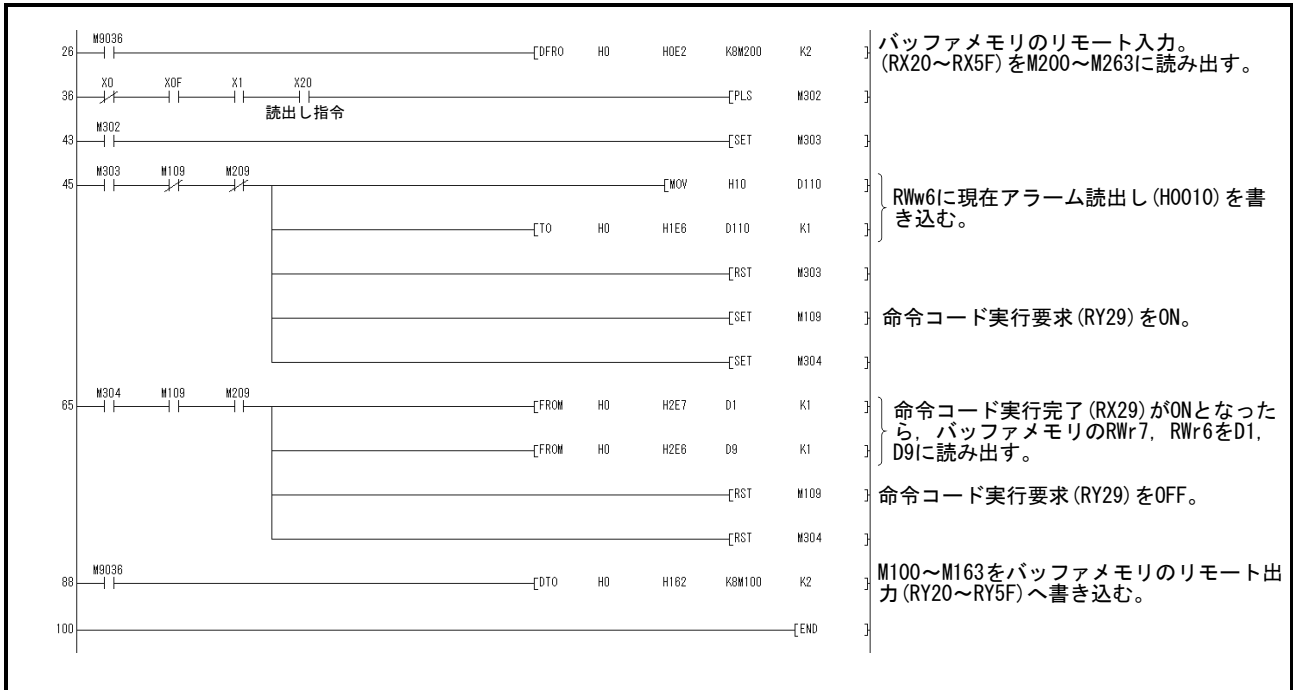 M9036
26 [DFRO H0 H0E2 K8M200 K2 ]
バッファメモリのリモート入力。
(RX20～RX5F)をM200～M263に読み出す。
X0 X0F X1 X20
36 [PLS M302 ]
読出し指令
M302
43 [SET M303 ]
M303 M109 M209
45 [MOV H10 D110 ]
[TO H0 H1E6 D110 K1 ]
RWw6に現在アラーム読出し(H0010)を書
き込む。
[RST M303 ]
[SET M109 ] 命令コード実行要求(RY29)をON。
[SET M304 ]
M304 M109 M209
65 [FROM H0 H2E7 D1 K1 ]
[FROM H0 H2E6 D9 K1 ]
命令コード実行完了(RX29)がONとなった
ら，バッファメモリのRWr7，RWr6をD1，
D9に読み出す。
[RST M109 ] 命令コード実行要求(RY29)をOFF。
[RST M304 ]
M9036
88 [DTO H0 H162 K8M100 K2 ]
M100～M163をバッファメモリのリモート出
力(RY20～RY5F)へ書き込む。
100 [END ]